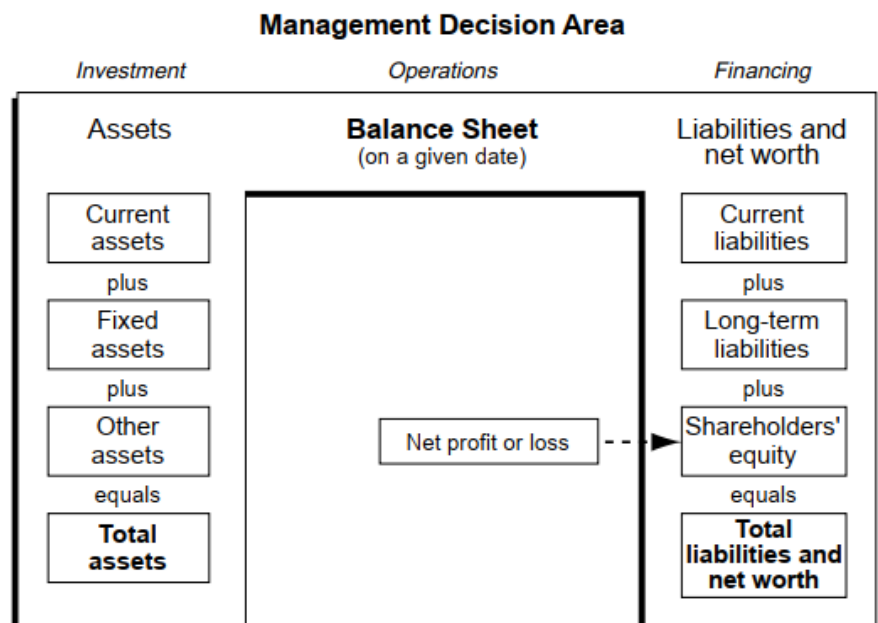 Management Decision Area
Investment
Operations
Financing
Assets
Balance Sheet
(on a given date)
Liabilities and
net worth
Current
assets
plus
Fixed
assets
plus
Other
assets
equals
Total
assets
Net profit or loss
Current
liabilities
plus
Long-term
liabilities
plus
Shareholders'
equity
equals
Total
liabilities and
net worth